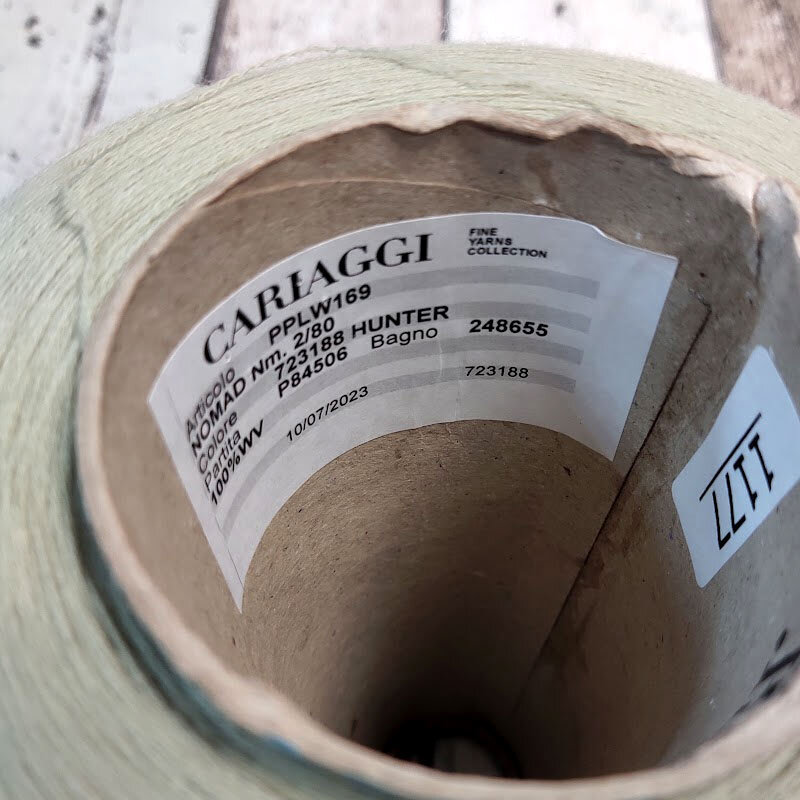 CARIAGGI
FINE
YARNS
COLLECTION
Articolo PPLW169
NOMAD Nm. 2/80
Colore 723188 HUNTER
Partita P84506 Bagno 248655
100%WV 10/07/2023 723188
1177